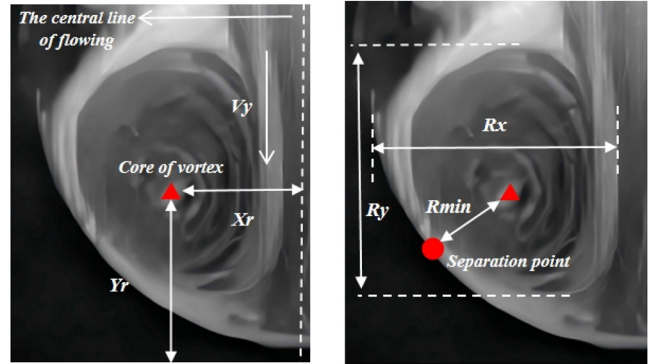 The central line
of flowing
Vy
Core of vortex
Xr
Yr
Rx
Ry
Rmin
Separation point